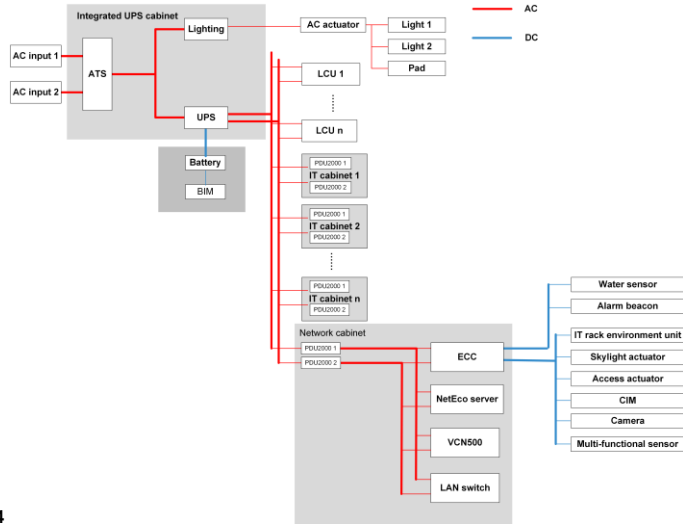 Integrated UPS cabinet
AC input 1
AC input 2
ATS
Lighting
UPS
Battery
BIM
AC actuator
Light 1
Light 2
Pad
AC
DC
LCU 1
LCU n
PDU2000 1
IT cabinet 1
PDU2000 2
PDU2000 1
IT cabinet 2
PDU2000 2
PDU2000 1
IT cabinet n
PDU2000 2
Network cabinet
PDU2000 1
PDU2000 2
ECC
NetEco server
VCN500
LAN switch
Water sensor
Alarm beacon
IT rack environment unit
Skylight actuator
Access actuator
CIM
Camera
Multi-functional sensor